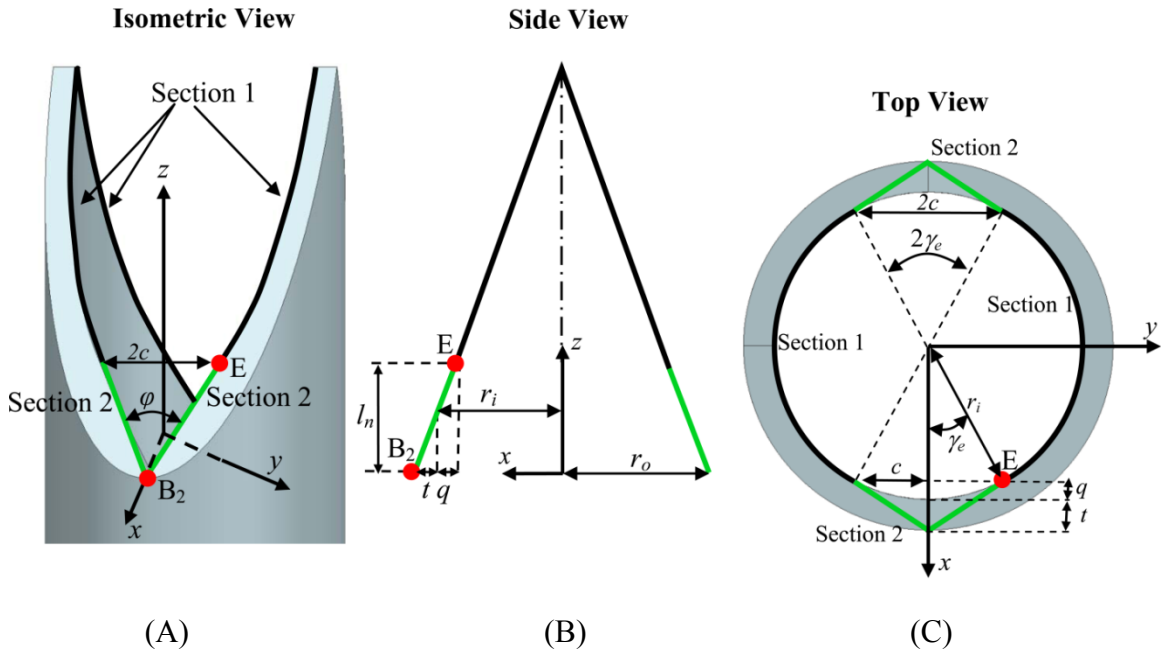 Isometric View
Section 1
z
2c
E
Section 2
φ
Section 2
B₂
y
x
(A)
Side View
E
z
lₙ
rᵢ
B₂
x
rₒ
t q
(B)
Top View
Section 2
2c
2γₑ
Section 1
Section 1
y
rᵢ
γₑ
E
c
q
t
Section 2
x
(C)